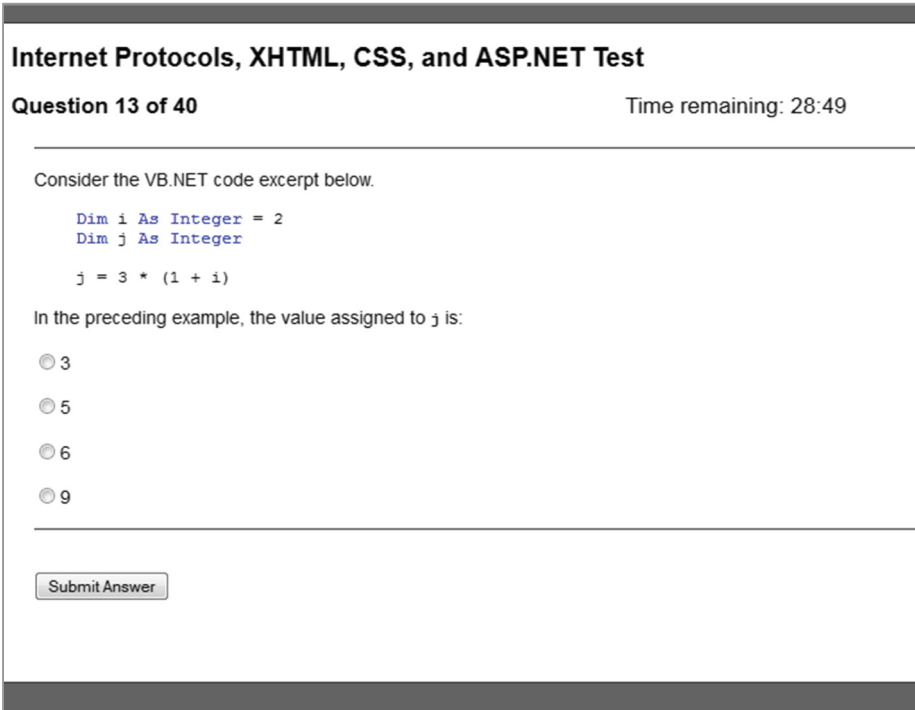 Internet Protocols, XHTML, CSS, and ASP.NET Test
Question 13 of 40 Time remaining: 28:49
Consider the VB.NET code excerpt below.
Dim i As Integer = 2
Dim j As Integer
j = 3 * (1 + i)
In the preceding example, the value assigned to j is:
3
5
6
9
Submit Answer